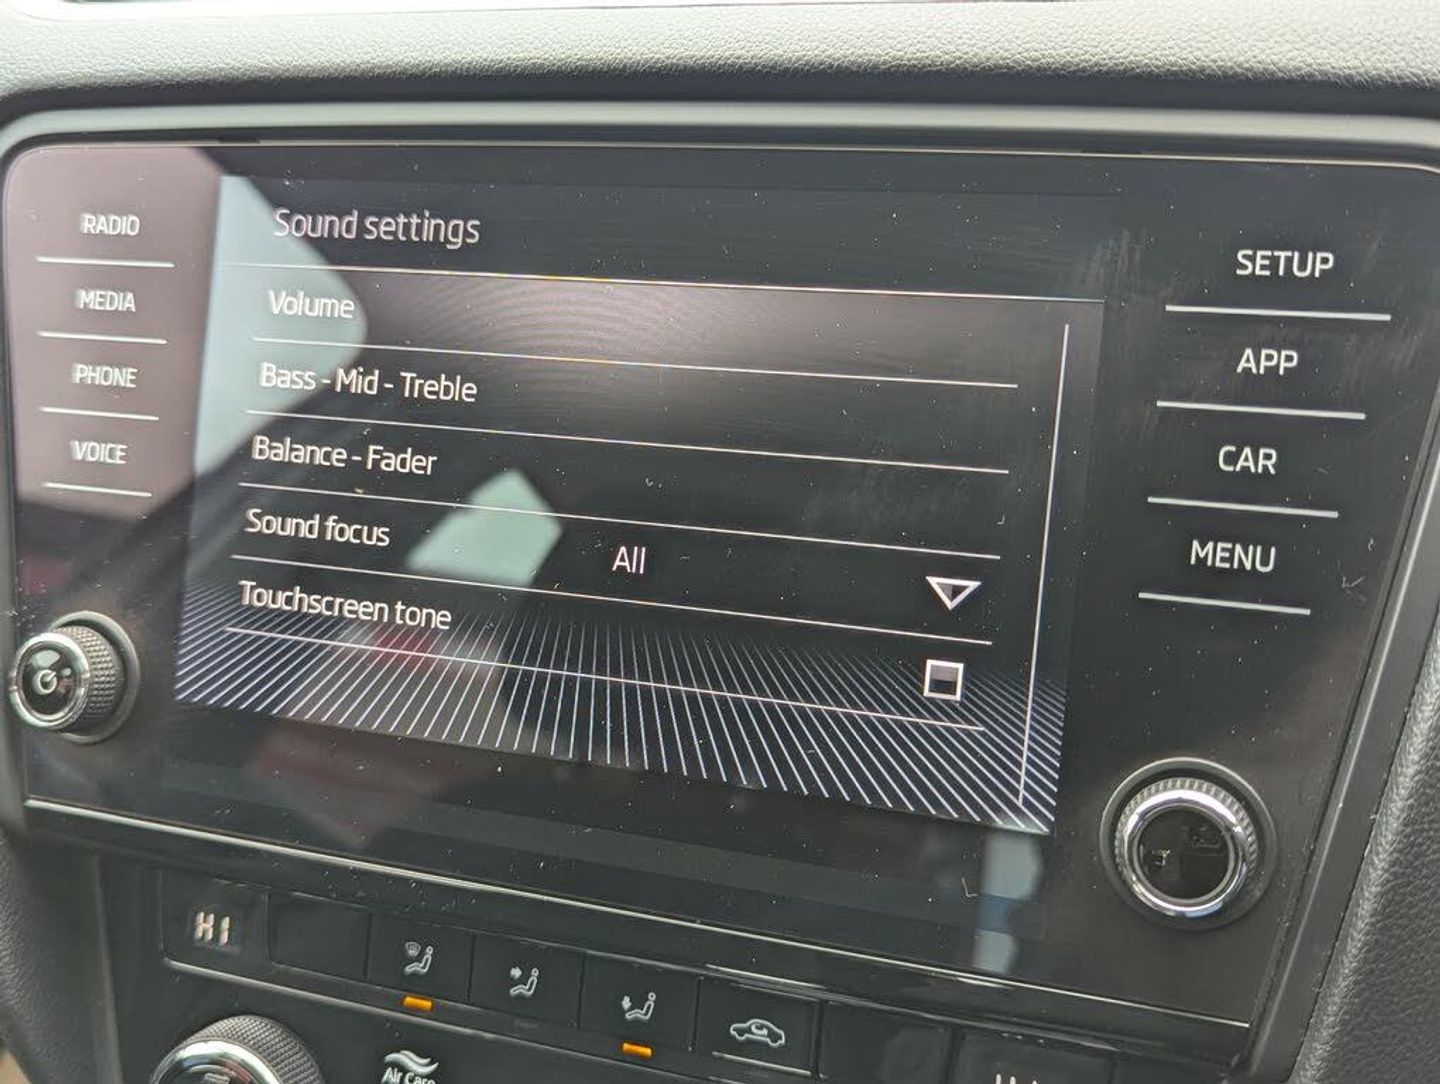 RADIO
MEDIA
PHONE
VOICE
Sound settings
Volume
Bass - Mid - Treble
Balance - Fader
Sound focus All
Touchscreen tone
SETUP
APP
CAR
MENU
HI
Air Care